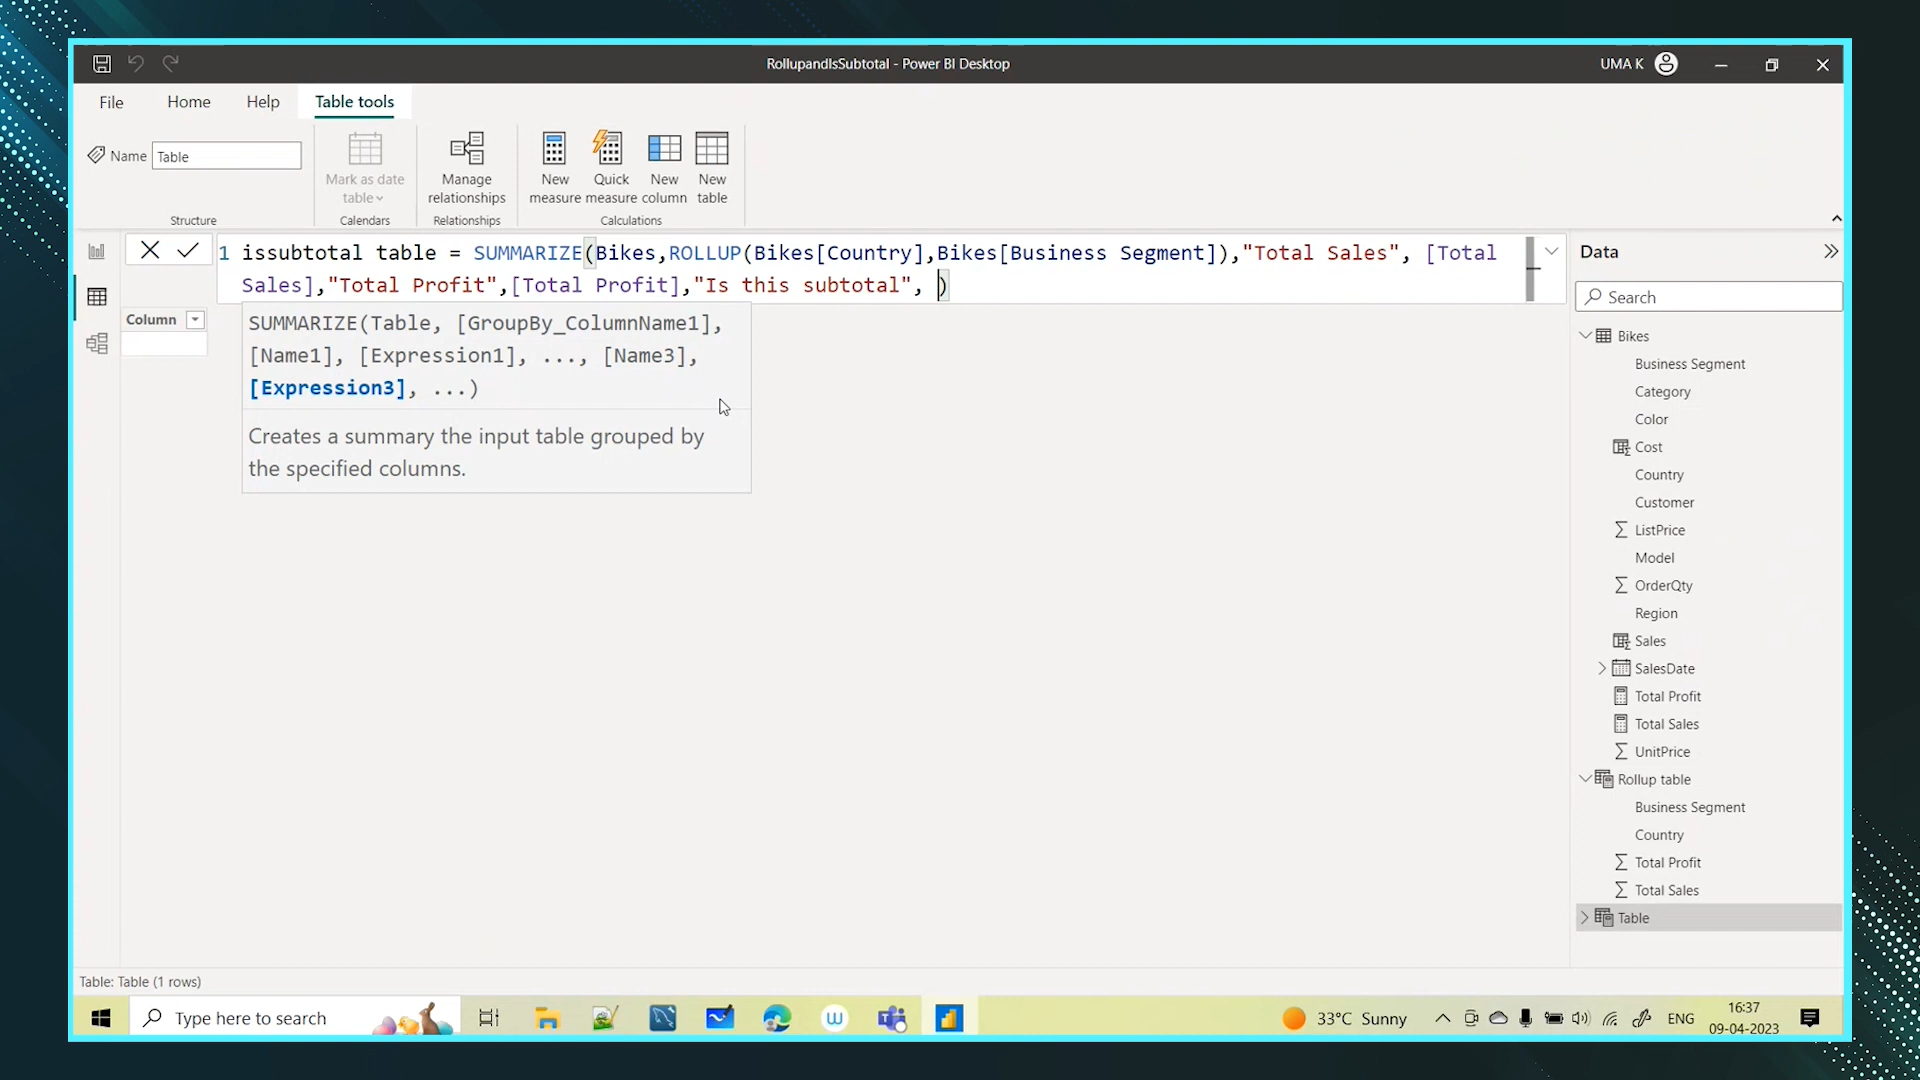 RollupandIsSubtotal - Power BI Desktop
UMA K
File
Home
Help
Table tools
Name
Table
Mark as date
table
Manage
relationships
New
measure
Quick
measure
New
column
New
table
Structure
Calendars
Relationships
Calculations
1 issubtotal table = SUMMARIZE(Bikes,ROLLUP(Bikes[Country],Bikes[Business Segment]),"Total Sales", [Total
Sales],"Total Profit",[Total Profit],"Is this subtotal", )
Column
SUMMARIZE(Table, [GroupBy_ColumnName1],
[Name1], [Expression1], ..., [Name3],
[Expression3], ...)
Creates a summary the input table grouped by
the specified columns.
Data
Search
Bikes
Business Segment
Category
Color
Cost
Country
Customer
ListPrice
Model
OrderQty
Region
Sales
SalesDate
Total Profit
Total Sales
UnitPrice
Rollup table
Business Segment
Country
Total Profit
Total Sales
Table
Table: Table (1 rows)
Type here to search
33°C Sunny
ENG
16:37
09-04-2023